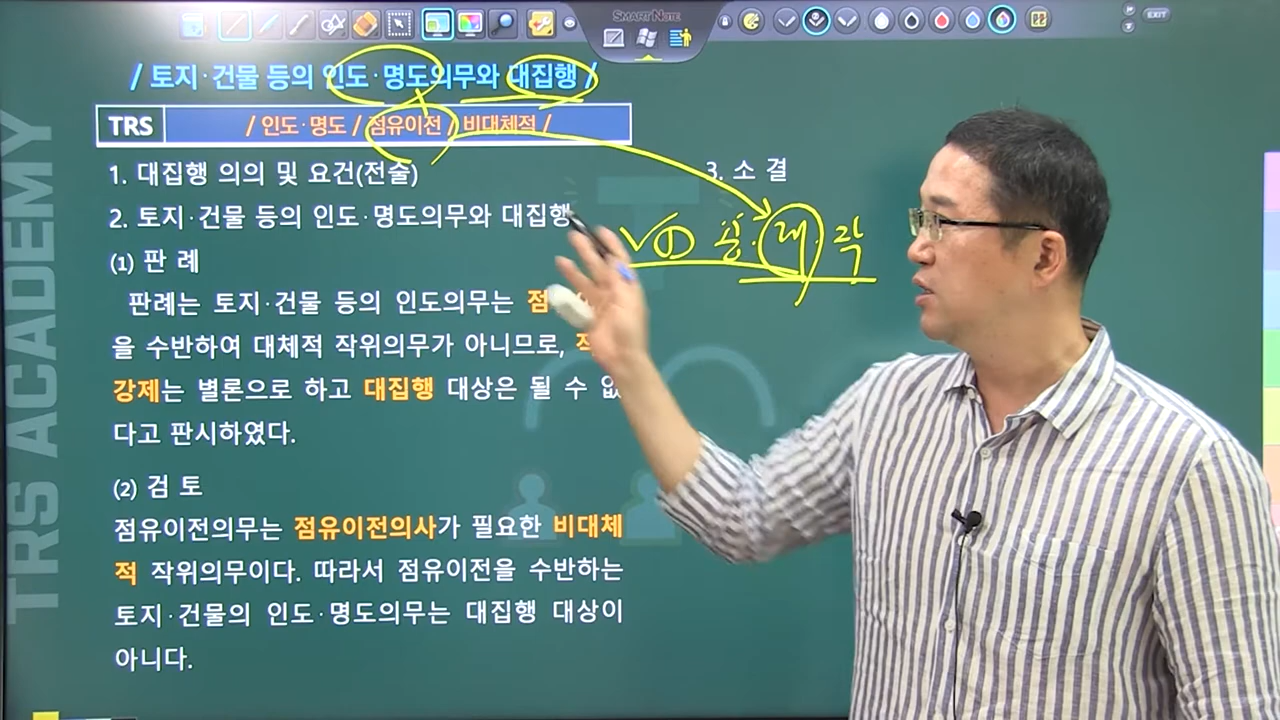 SMARTNOTE
EXIT
/ 토지·건물 등의 인도·명도의무와 대집행 /
TRS
/ 인도·명도 / 점유이전 / 비대체적 /
1. 대집행 의의 및 요건(전술)
2. 토지·건물 등의 인도·명도의무와 대집행
(1) 판 례
판례는 토지·건물 등의 인도의무는 점
을 수반하여 대체적 작위의무가 아니므로,
강제는 별론으로 하고 대집행 대상은 될 수 없
다고 판시하였다.
(2) 검 토
점유이전의무는 점유이전의사가 필요한 비대체
적 작위의무이다. 따라서 점유이전을 수반하는
토지·건물의 인도·명도의무는 대집행 대상이
아니다.
3. 소 결
① 공·대·작
TRS ACADEMY